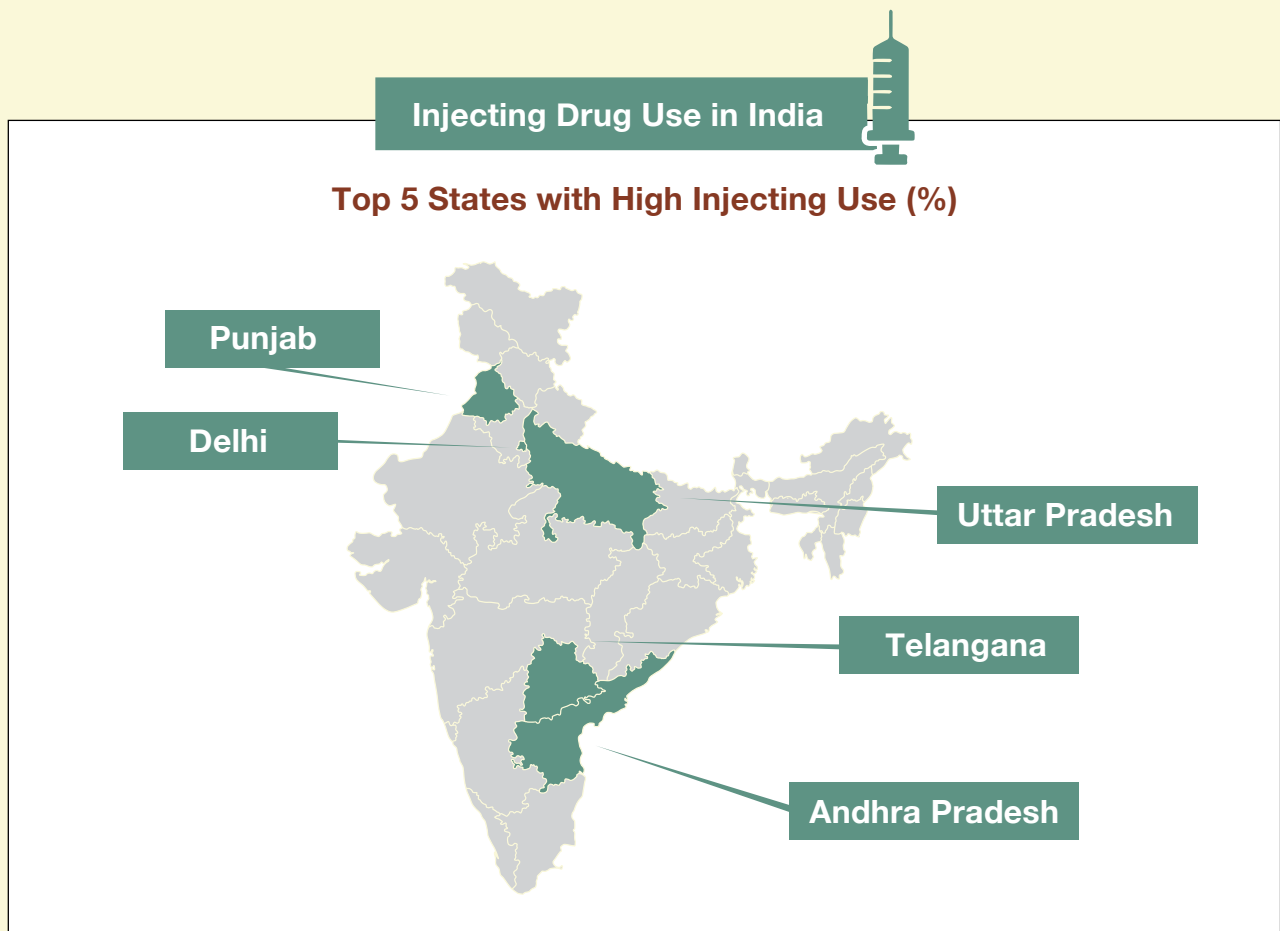 Injecting Drug Use in India
Top 5 States with High Injecting Use (%)
Punjab
Delhi
Uttar Pradesh
Telangana
Andhra Pradesh